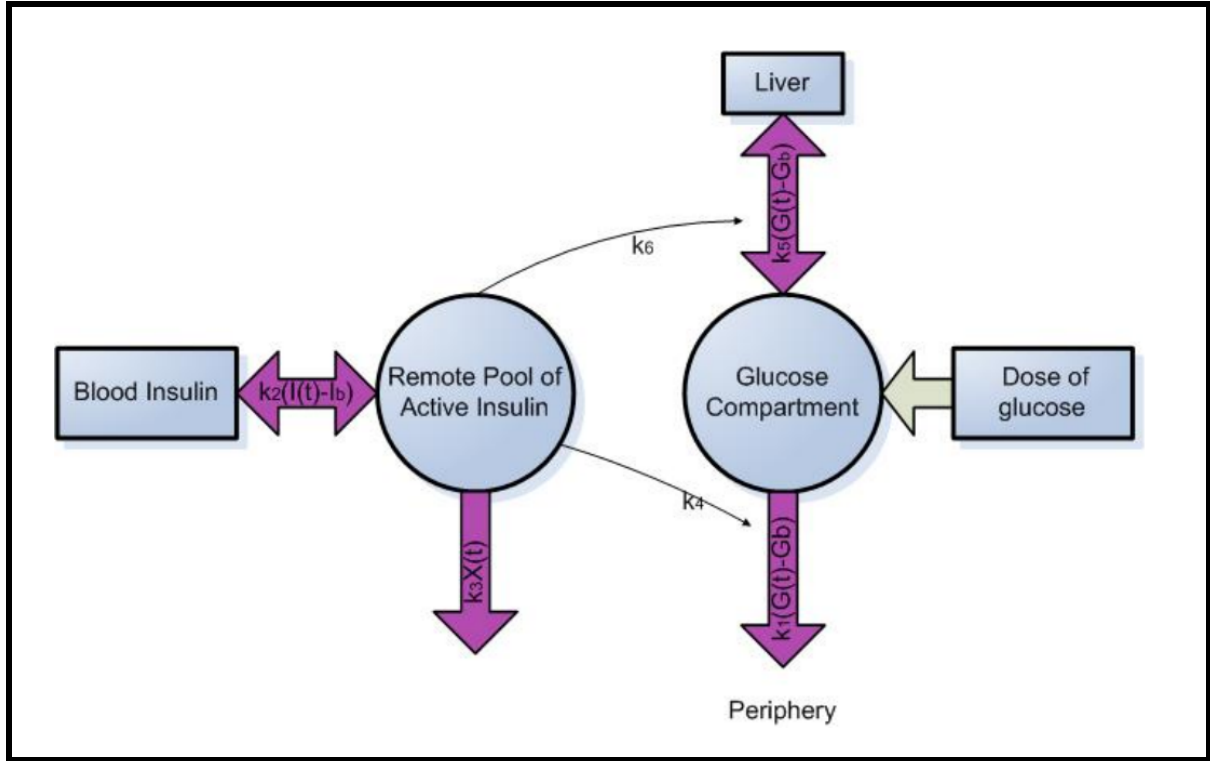 Liver
k5(G(t)-Gb)
k6
Blood Insulin
k2(I(t)-Ib)
Remote Pool of
Active Insulin
Glucose
Compartment
Dose of
glucose
k4
k3X(t)
k1(G(t)-Gb)
Periphery